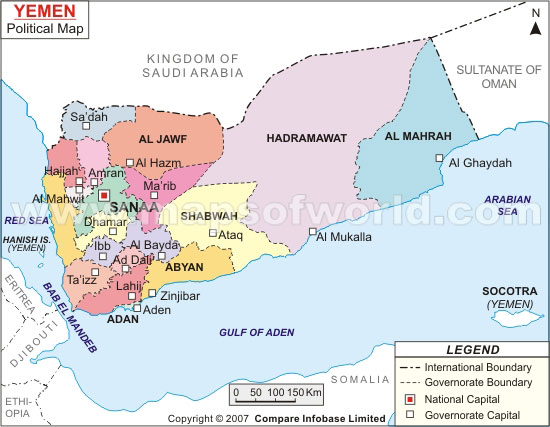 YEMEN
Political Map
N
KINGDOM OF
SAUDI ARABIA
SULTANATE OF
OMAN
Sa'dah
AL JAWF
HADRAMAWAT
AL MAHRAH
Al Hazm
Al Ghaydah
Hajjah
Amran
Ma'rib
Al Mahwit
SANAA
ARABIAN
SEA
RED SEA
www.mapsofworld.com
SHABWAH
Dhamar
Ataq
Al Mukalla
HANISH IS.
(YEMEN)
Ibb
Al Bayda
Ad Dali
ABYAN
Ta'izz
Lahij
Zinjibar
Aden
ADAN
BAB EL MANDEB
ERITREA
DJIBOUTI
ETHI-
OPIA
GULF OF ADEN
SOCOTRA
(YEMEN)
SOMALIA
0 50 100 150 Km
LEGEND
International Boundary
Governorate Boundary
National Capital
Governorate Capital
Copyright © 2007 Compare Infobase Limited